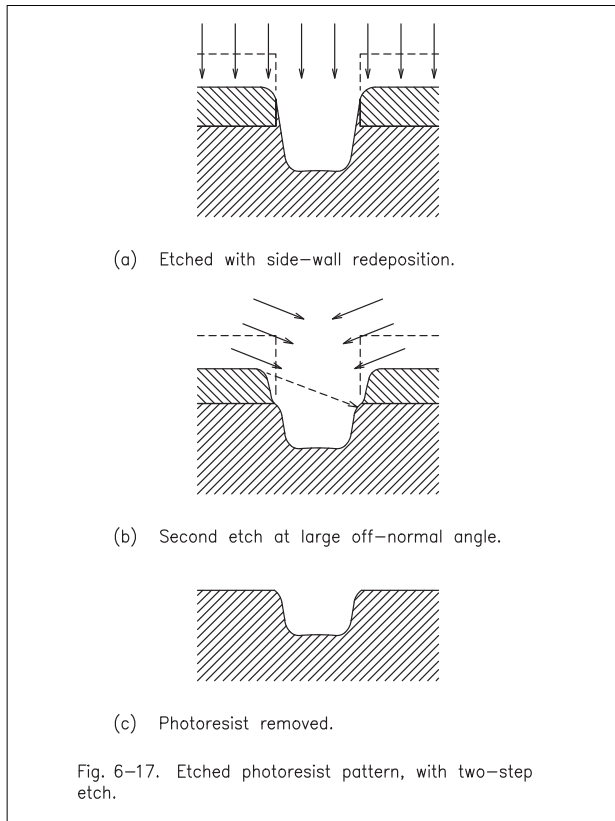 (a) Etched with side-wall redeposition.
(b) Second etch at large off-normal angle.
(c) Photoresist removed.
Fig. 6-17. Etched photoresist pattern, with two-step
etch.